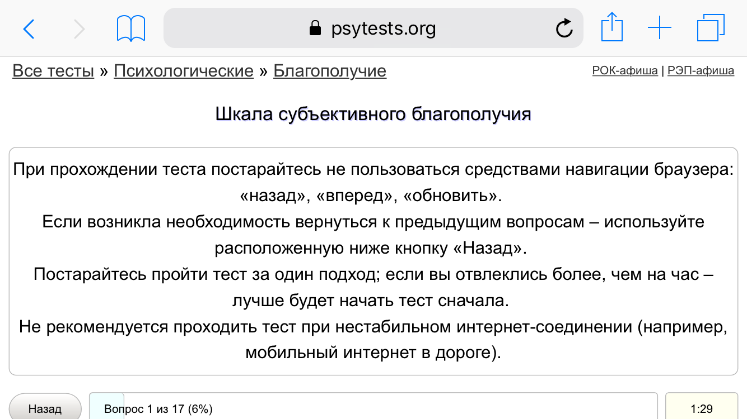 psytests.org
Все тесты » Психологические » Благополучие
РОК-афиша | РЭП-афиша
Шкала субъективного благополучия
При прохождении теста постарайтесь не пользоваться средствами навигации браузера:
«назад», «вперед», «обновить».
Если возникла необходимость вернуться к предыдущим вопросам – используйте
расположенную ниже кнопку «Назад».
Постарайтесь пройти тест за один подход; если вы отвлеклись более, чем на час –
лучше будет начать тест сначала.
Не рекомендуется проходить тест при нестабильном интернет-соединении (например,
мобильный интернет в дороге).
Назад
Вопрос 1 из 17 (6%)
1:29